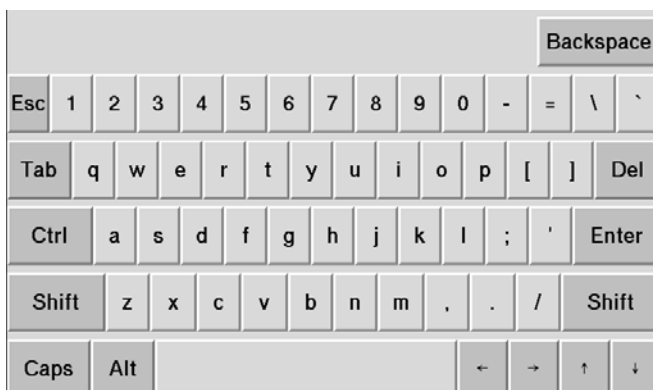 Backspace
Esc 1 2 3 4 5 6 7 8 9 0 - = \ `
Tab q w e r t y u i o p [ ] Del
Ctrl a s d f g h j k l ; ' Enter
Shift z x c v b n m , . / Shift
Caps Alt ← → ↑ ↓